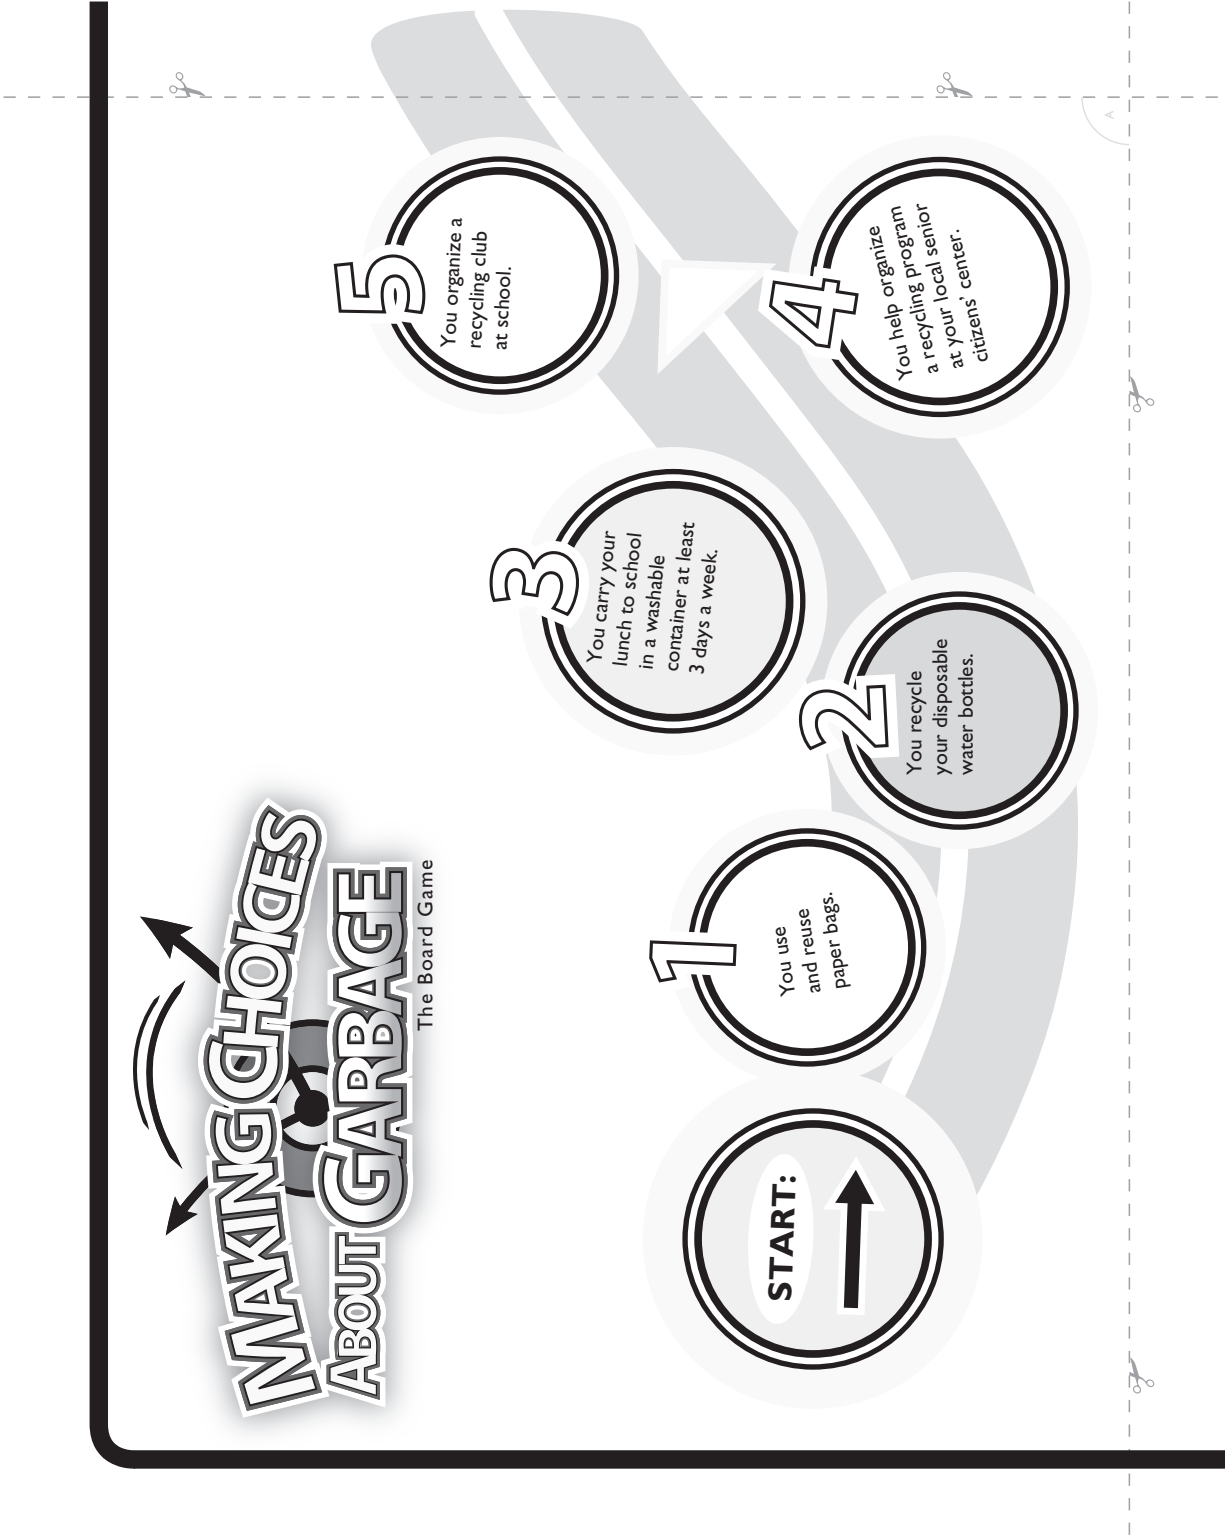 MAKING CHOICES
ABOUT GARBAGE
The Board Game
START:
1
You use
and reuse
paper bags.
2
You recycle
your disposable
water bottles.
3
You carry your
lunch to school
in a washable
container at least
3 days a week.
4
You help organize
a recycling program
at your local senior
citizens' center.
5
You organize a
recycling club
at school.
A